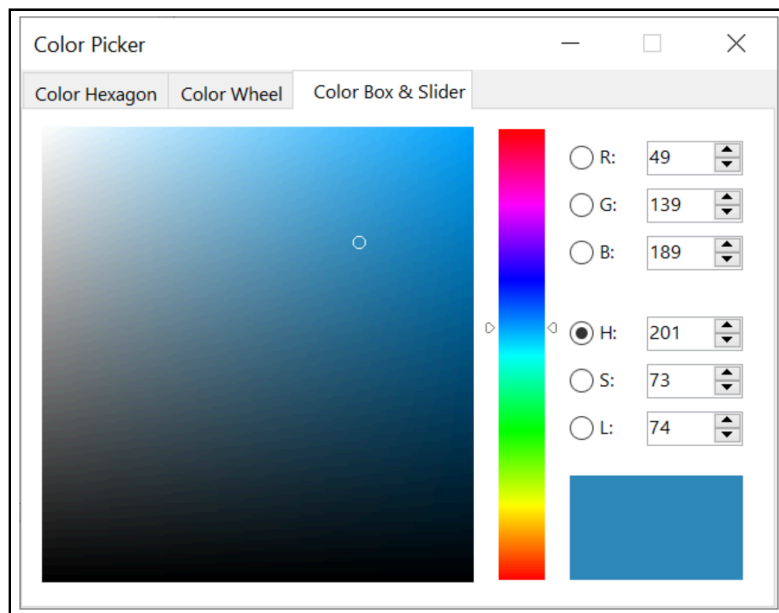 Color Picker
Color Hexagon Color Wheel Color Box & Slider
R: 49
G: 139
B: 189
H: 201
S: 73
L: 74